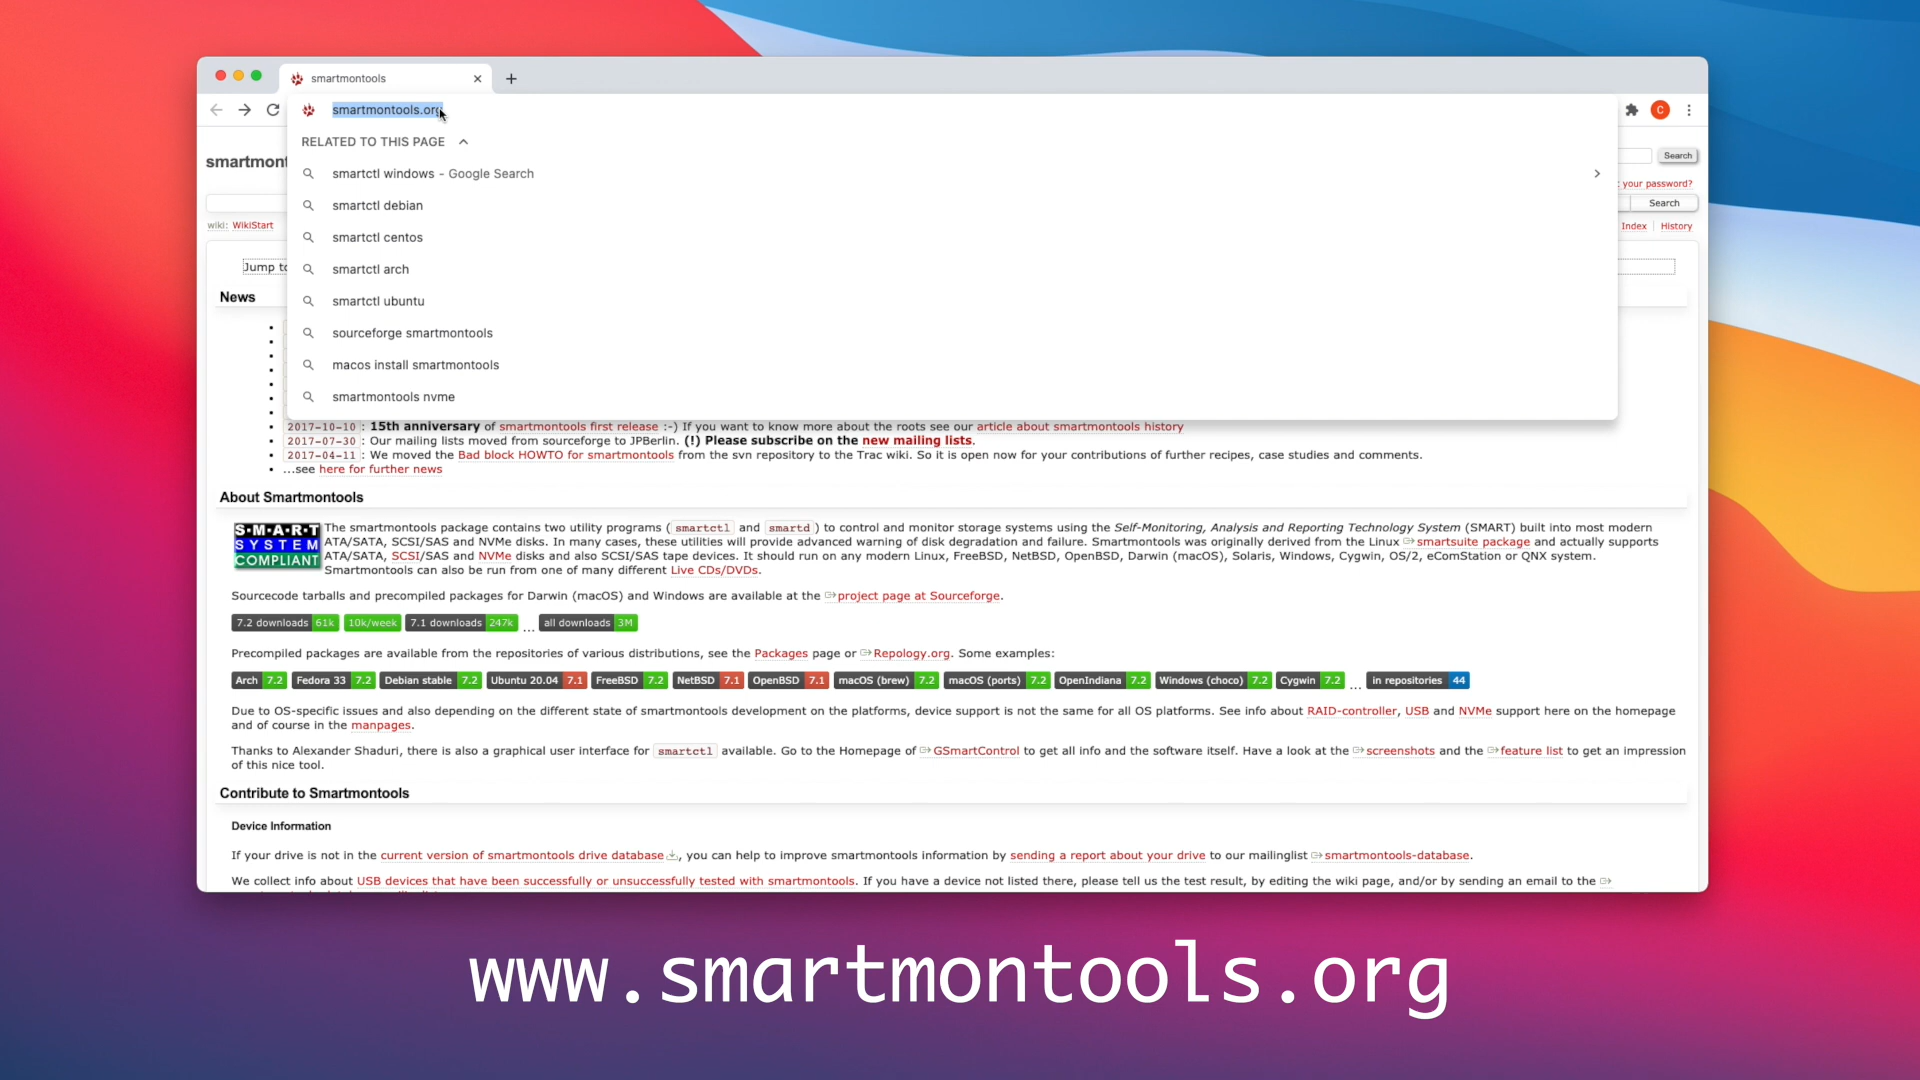 smartmontools
smartmontools.org
C
RELATED TO THIS PAGE
smartmont
Search
smartctl windows - Google Search
your password?
smartctl debian
Search
wiki: WikiStart
Index
History
smartctl centos
Jump to
smartctl arch
News
smartctl ubuntu
sourceforge smartmontools
macos install smartmontools
smartmontools nvme
2017-10-10 : 15th anniversary of smartmontools first release :-) If you want to know more about the roots see our article about smartmontools history
2017-07-30 : Our mailing lists moved from sourceforge to JPBerlin. (!) Please subscribe on the new mailing lists.
2017-04-11 : We moved the Bad block HOWTO for smartmontools from the svn repository to the Trac wiki. So it is open now for your contributions of further recipes, case studies and comments.
...see here for further news
About Smartmontools
S·M·A·R·T
SYSTEM
COMPLIANT
The smartmontools package contains two utility programs ( smartctl and smartd ) to control and monitor storage systems using the Self-Monitoring, Analysis and Reporting Technology System (SMART) built into most modern
ATA/SATA, SCSI/SAS and NVMe disks. In many cases, these utilities will provide advanced warning of disk degradation and failure. Smartmontools was originally derived from the Linux smartsuite package and actually supports
ATA/SATA, SCSI/SAS and NVMe disks and also SCSI/SAS tape devices. It should run on any modern Linux, FreeBSD, NetBSD, OpenBSD, Darwin (macOS), Solaris, Windows, Cygwin, OS/2, eComStation or QNX system.
Smartmontools can also be run from one of many different Live CDs/DVDs.
Sourcecode tarballs and precompiled packages for Darwin (macOS) and Windows are available at the project page at Sourceforge.
7.2 downloads 61k 10k/week 7.1 downloads 247k ... all downloads 3M
Precompiled packages are available from the repositories of various distributions, see the Packages page or Repology.org. Some examples:
Arch 7.2 Fedora 33 7.2 Debian stable 7.2 Ubuntu 20.04 7.1 FreeBSD 7.2 NetBSD 7.1 OpenBSD 7.1 macOS (brew) 7.2 macOS (ports) 7.2 OpenIndiana 7.2 Windows (choco) 7.2 Cygwin 7.2 ... in repositories 44
Due to OS-specific issues and also depending on the different state of smartmontools development on the platforms, device support is not the same for all OS platforms. See info about RAID-controller, USB and NVMe support here on the homepage
and of course in the manpages.
Thanks to Alexander Shaduri, there is also a graphical user interface for smartctl available. Go to the Homepage of GSmartControl to get all info and the software itself. Have a look at the screenshots and the feature list to get an impression
of this nice tool.
Contribute to Smartmontools
Device Information
If your drive is not in the current version of smartmontools drive database, you can help to improve smartmontools information by sending a report about your drive to our mailinglist smartmontools-database.
We collect info about USB devices that have been successfully or unsuccessfully tested with smartmontools. If you have a device not listed there, please tell us the test result, by editing the wiki page, and/or by sending an email to the
www.smartmontools.org